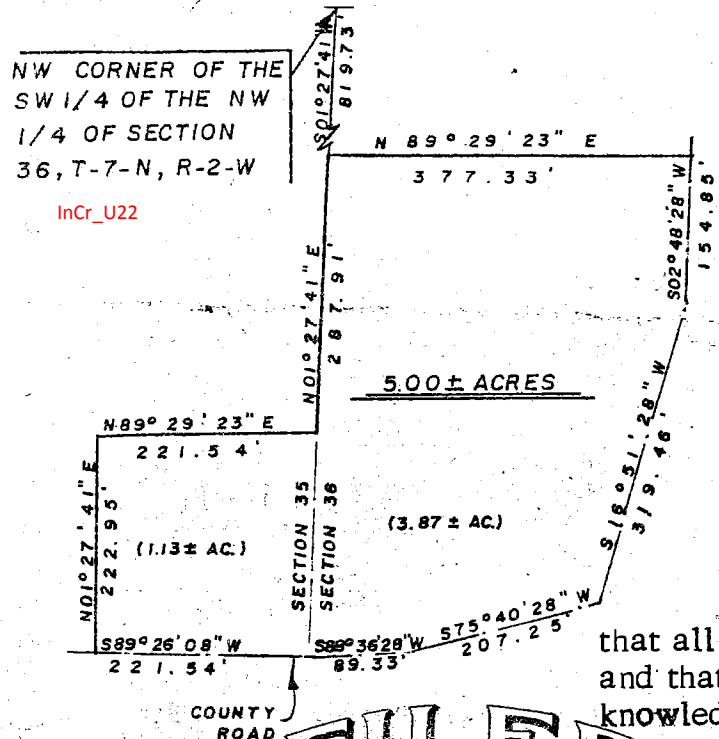 S01°27'41"W
819.73'
NW CORNER OF THE
SW 1/4 OF THE NW
1/4 OF SECTION
36, T-7-N, R-2-W
InCr_U22
N 89° 29' 23" E
377.33'
S02°48'28" W
154.85'
N01°27'41" E
287.91'
5.00± ACRES
S 16° 51' 28" W
319.46'
N 89° 29' 23" E
221.54'
N01°27'41" E
222.95'
(1.13± AC.)
SECTION 35
SECTION 36
(3.87± AC.)
S89°26'08" W
221.54'
S88°36'28" W
89.33'
S75°40'28" W
207.25'
COUNTY
ROAD
that all
and that
knowled